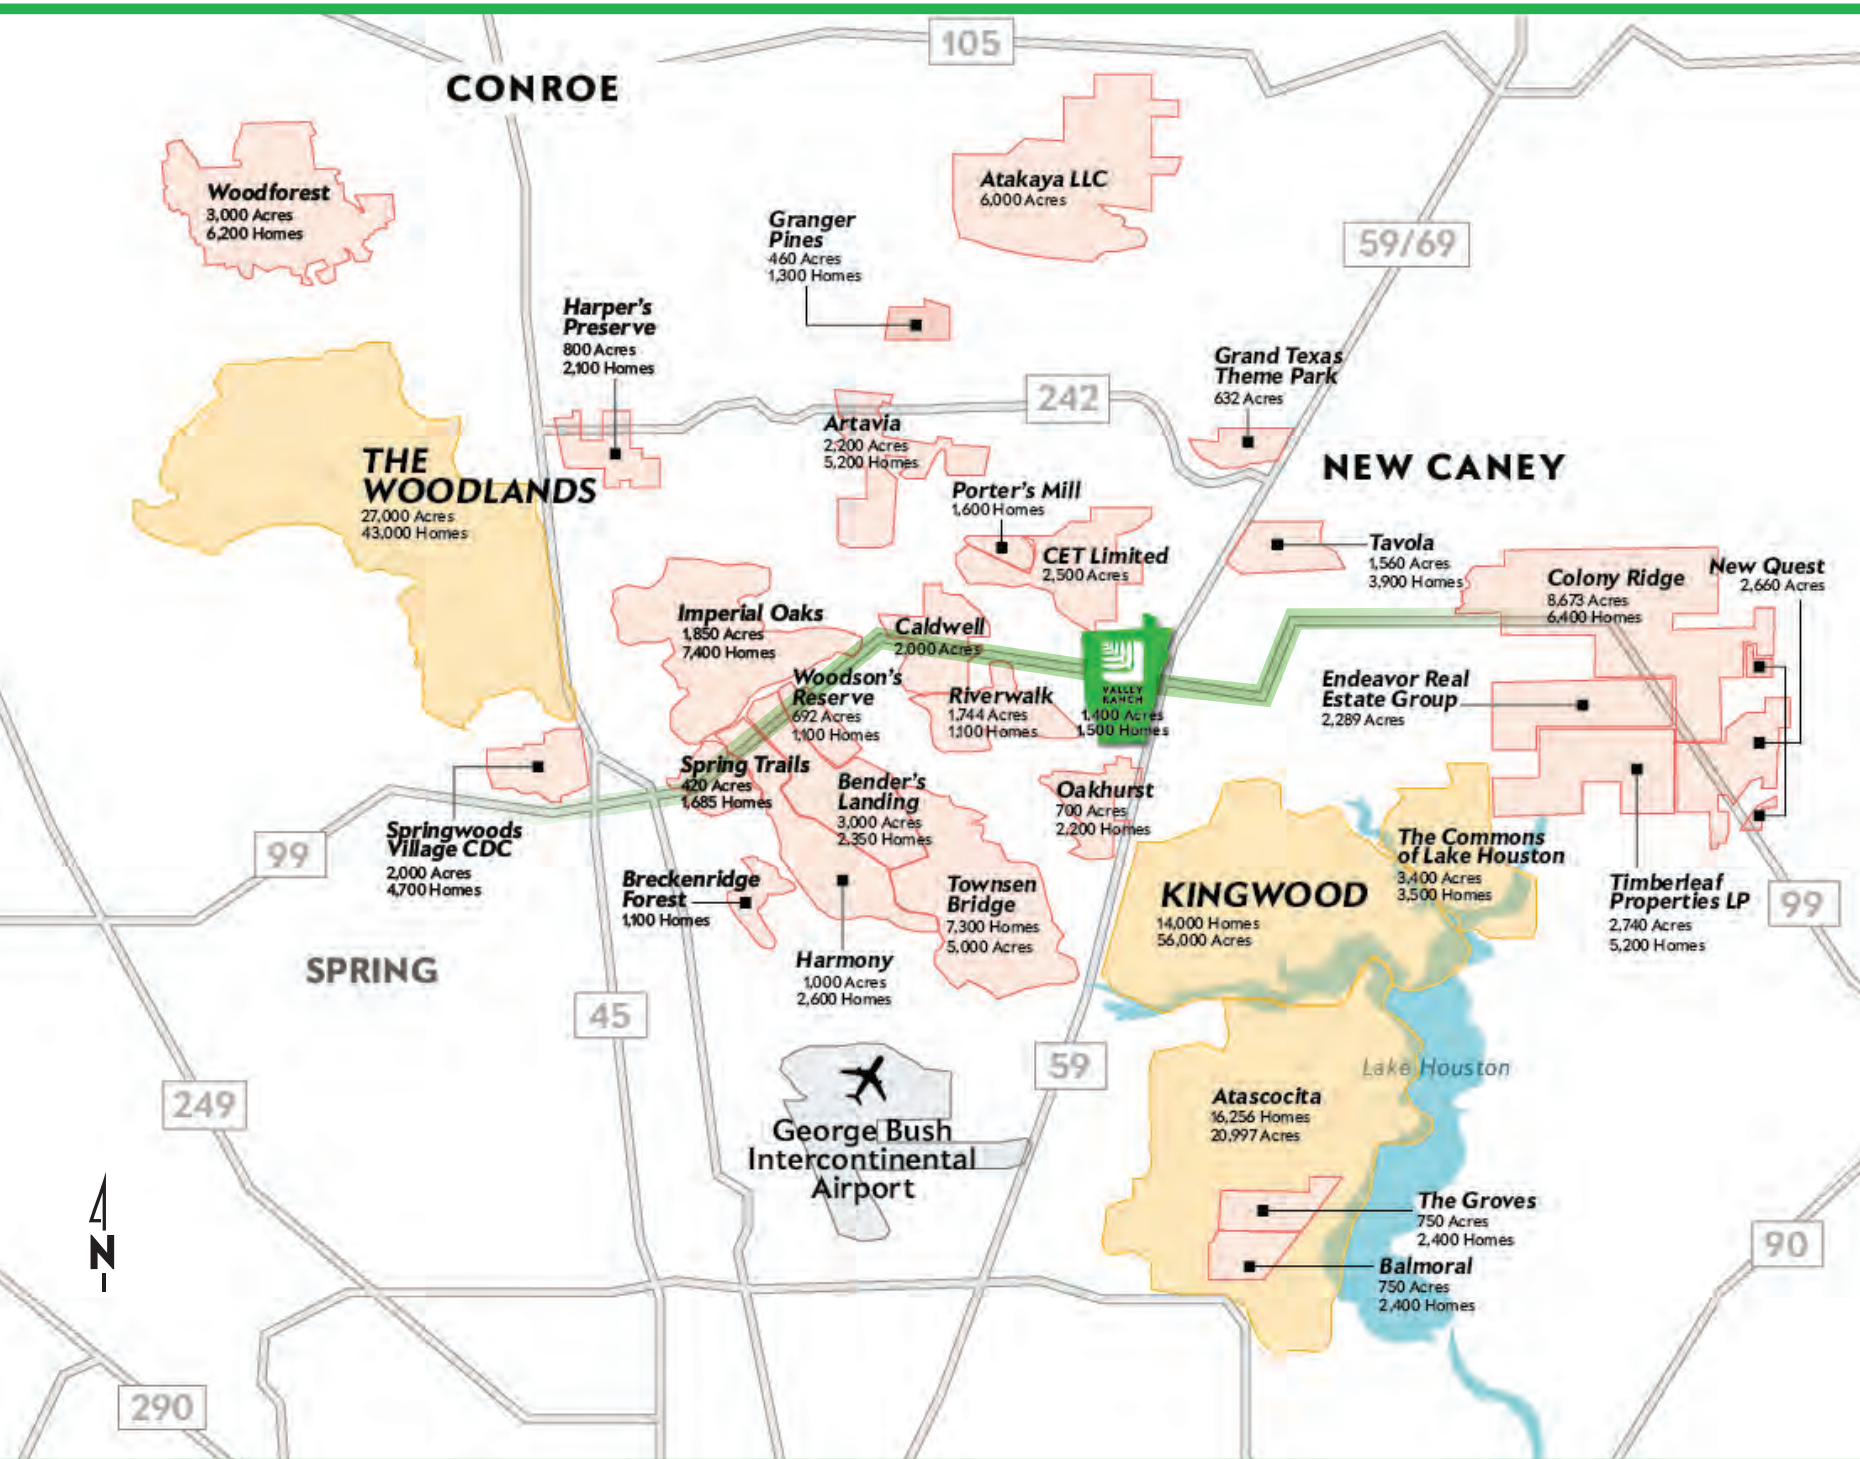 105
CONROE
Woodforest
3,000 Acres
6,200 Homes
Atakaya LLC
6,000 Acres
Granger
Pines
460 Acres
1,300 Homes
59/69
Harper's
Preserve
800 Acres
2,100 Homes
Grand Texas
Theme Park
632 Acres
242
Artavia
2,200 Acres
5,200 Homes
THE
WOODLANDS
27,000 Acres
43,000 Homes
NEW CANEY
Porter's Mill
1,600 Homes
CET Limited
2,500 Acres
Tavola
1,560 Acres
3,900 Homes
Colony Ridge
8,673 Acres
6,400 Homes
New Quest
2,660 Acres
Imperial Oaks
1,850 Acres
7,400 Homes
Caldwell
2,000 Acres
Woodson's
Reserve
692 Acres
1,100 Homes
Riverwalk
1,744 Acres
1,100 Homes
VALLEY
RANCH
1,400 Acres
1,500 Homes
Endeavor Real
Estate Group
2,289 Acres
Spring Trails
420 Acres
1,685 Homes
Bender's
Landing
3,000 Acres
2,350 Homes
Oakhurst
700 Acres
2,200 Homes
99
Springwoods
Village CDC
2,000 Acres
4,700 Homes
The Commons
of Lake Houston
3,400 Acres
3,500 Homes
Breckenridge
Forest
1,100 Homes
Townsen
Bridge
7,300 Homes
5,000 Acres
KINGWOOD
14,000 Homes
56,000 Acres
Timberleaf
Properties LP
2,740 Acres
5,200 Homes
99
SPRING
Harmony
1,000 Acres
2,600 Homes
45
59
Lake Houston
249
George Bush
Intercontinental
Airport
Atascocita
16,256 Homes
20,997 Acres
The Groves
750 Acres
2,400 Homes
Balmoral
750 Acres
2,400 Homes
90
N
290